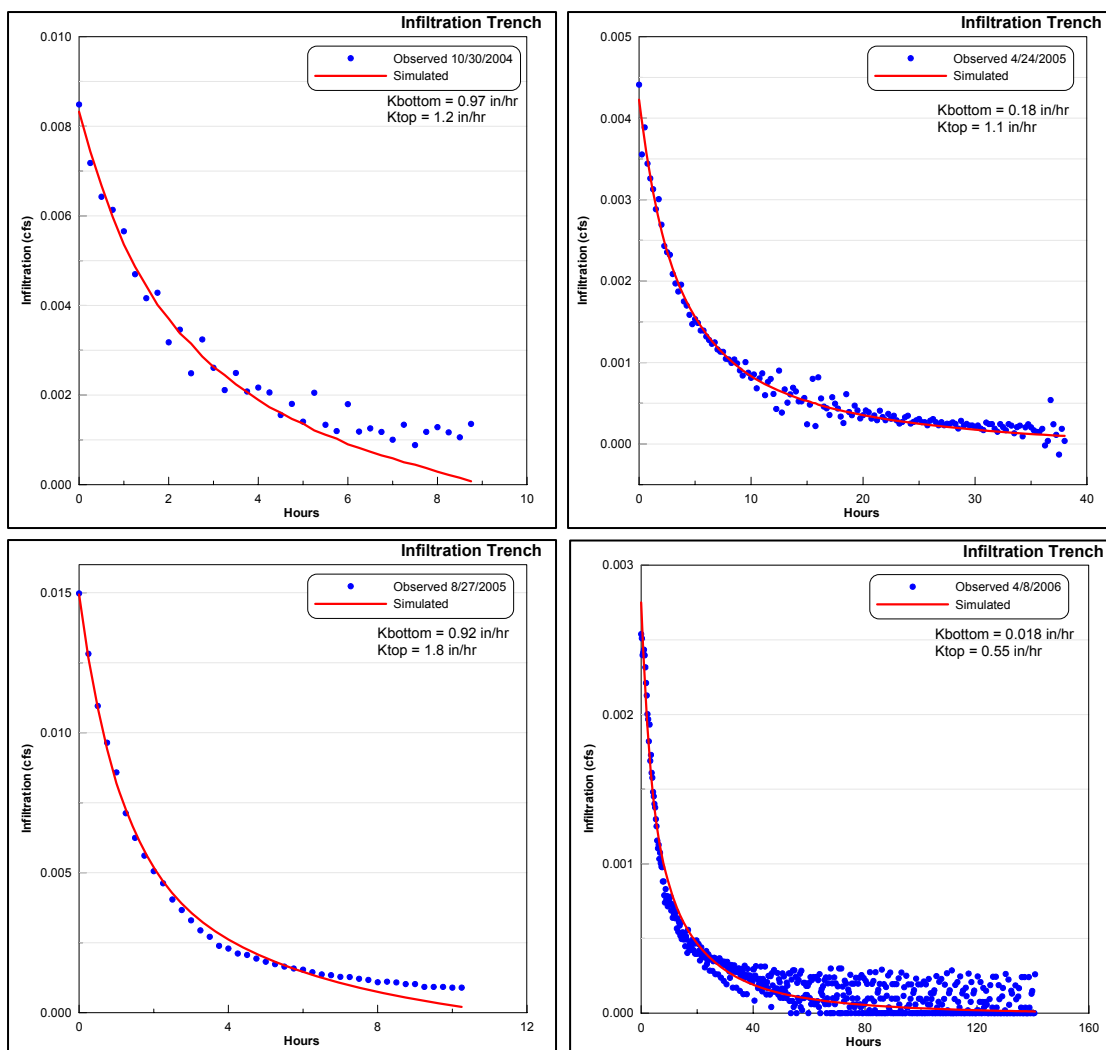 Infiltration Trench
Observed 10/30/2004
Simulated
Kbottom = 0.97 in/hr
Ktop = 1.2 in/hr
Infiltration (cfs)
0.010
0.008
0.006
0.004
0.002
0.000
0 2 4 6 8 10
Hours
Infiltration Trench
Observed 4/24/2005
Simulated
Kbottom = 0.18 in/hr
Ktop = 1.1 in/hr
Infiltration (cfs)
0.005
0.004
0.003
0.002
0.001
0.000
0 10 20 30 40
Hours
Infiltration Trench
Observed 8/27/2005
Simulated
Kbottom = 0.92 in/hr
Ktop = 1.8 in/hr
Infiltration (cfs)
0.015
0.010
0.005
0.000
0 4 8 12
Hours
Infiltration Trench
Observed 4/8/2006
Simulated
Kbottom = 0.018 in/hr
Ktop = 0.55 in/hr
Infiltration (cfs)
0.003
0.002
0.001
0.000
0 40 80 120 160
Hours